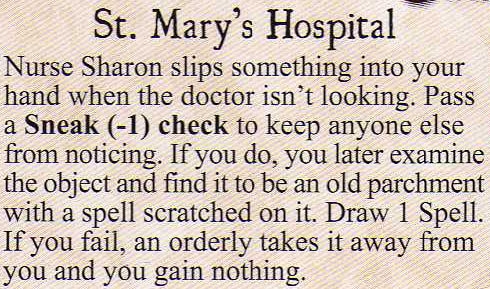 St. Mary's Hospital
Nurse Sharon slips something into your
hand when the doctor isn't looking. Pass
a Sneak (-1) check to keep anyone else
from noticing. If you do, you later examine
the object and find it to be an old parchment
with a spell scratched on it. Draw 1 Spell.
If you fail, an orderly takes it away from
you and you gain nothing.